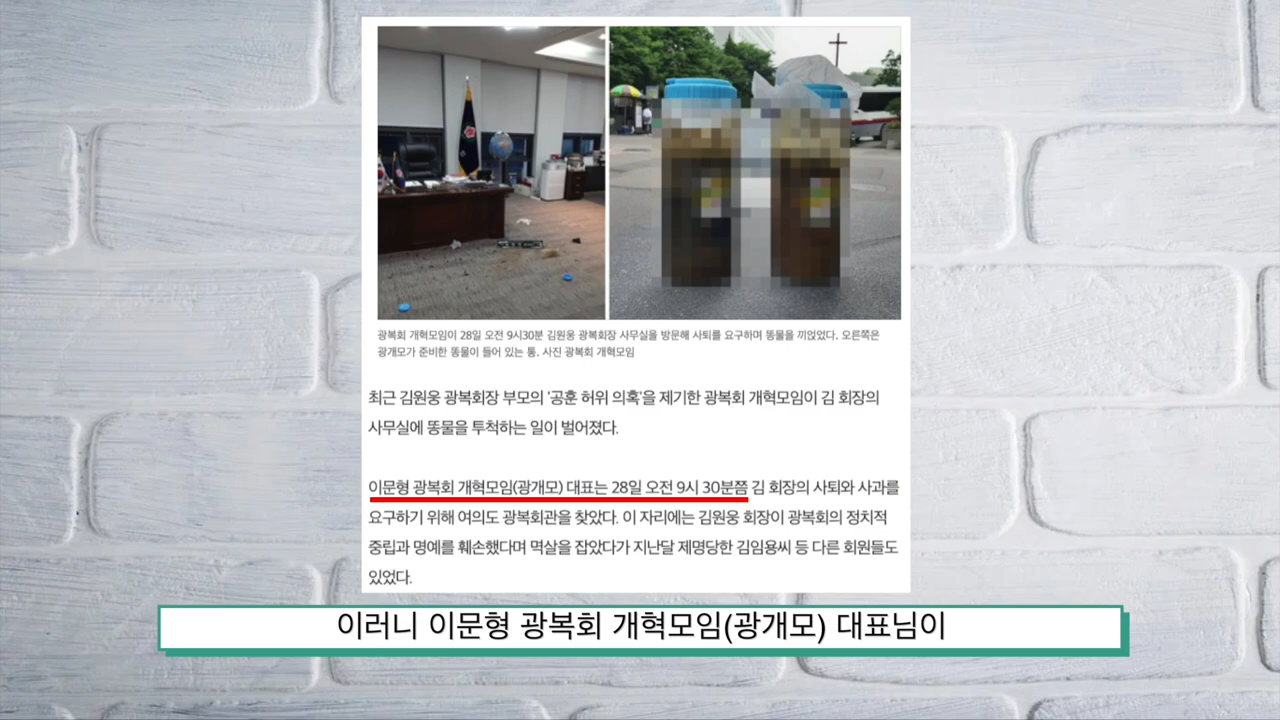 광복회 개혁모임이 28일 오전 9시30분 김원웅 광복회장 사무실을 방문해 사퇴를 요구하며 똥물을 끼얹었다. 오른쪽은
광개모가 준비한 똥물이 들어 있는 통. 사진 광복회 개혁모임
최근 김원웅 광복회장 부모의 '공훈 허위 의혹'을 제기한 광복회 개혁모임이 김 회장의
사무실에 똥물을 투척하는 일이 벌어졌다.
이문형 광복회 개혁모임(광개모) 대표는 28일 오전 9시 30분쯤 김 회장의 사퇴와 사과를
요구하기 위해 여의도 광복회관을 찾았다. 이 자리에는 김원웅 회장이 광복회의 정치적
중립과 명예를 훼손했다며 멱살을 잡았다가 지난달 제명당한 김임용씨 등 다른 회원들도
있었다.
이러니 이문형 광복회 개혁모임(광개모) 대표님이